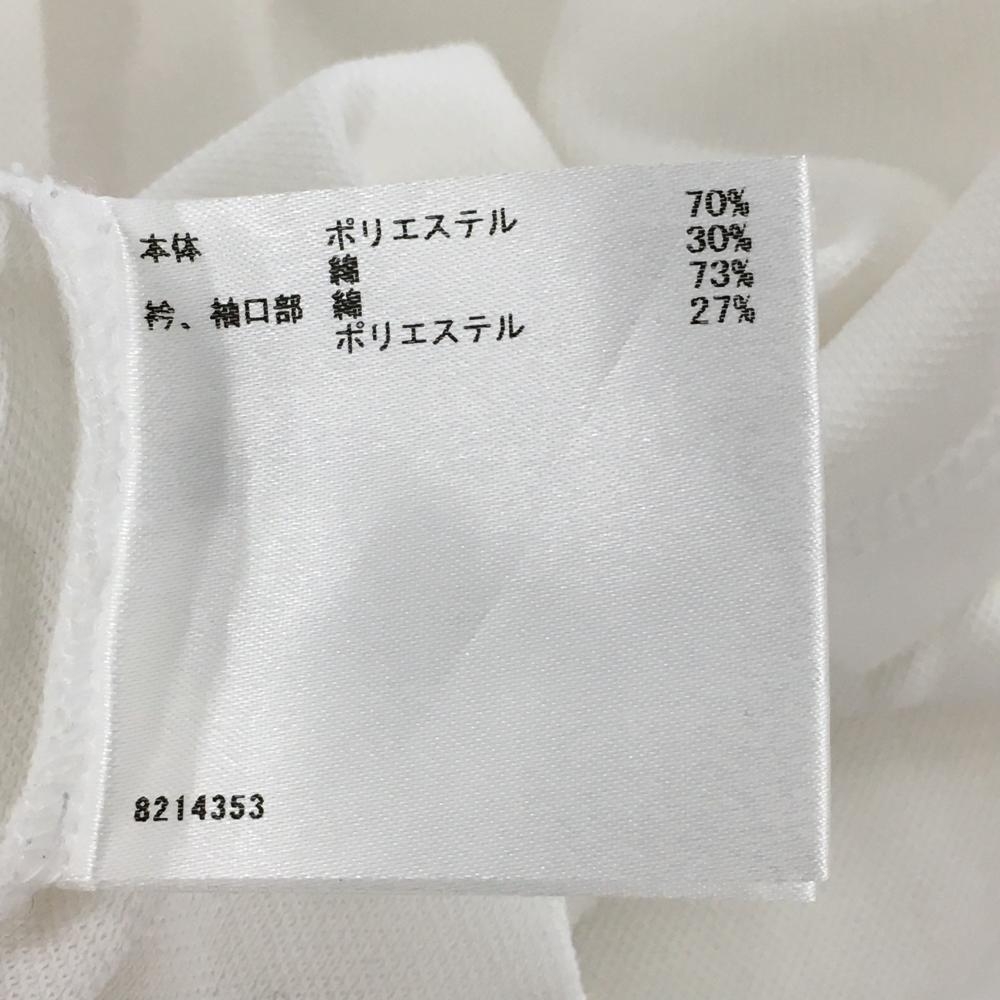 本体 ポリエステル 70%
綿 30%
衿、袖口部 綿 73%
ポリエステル 27%
8214353